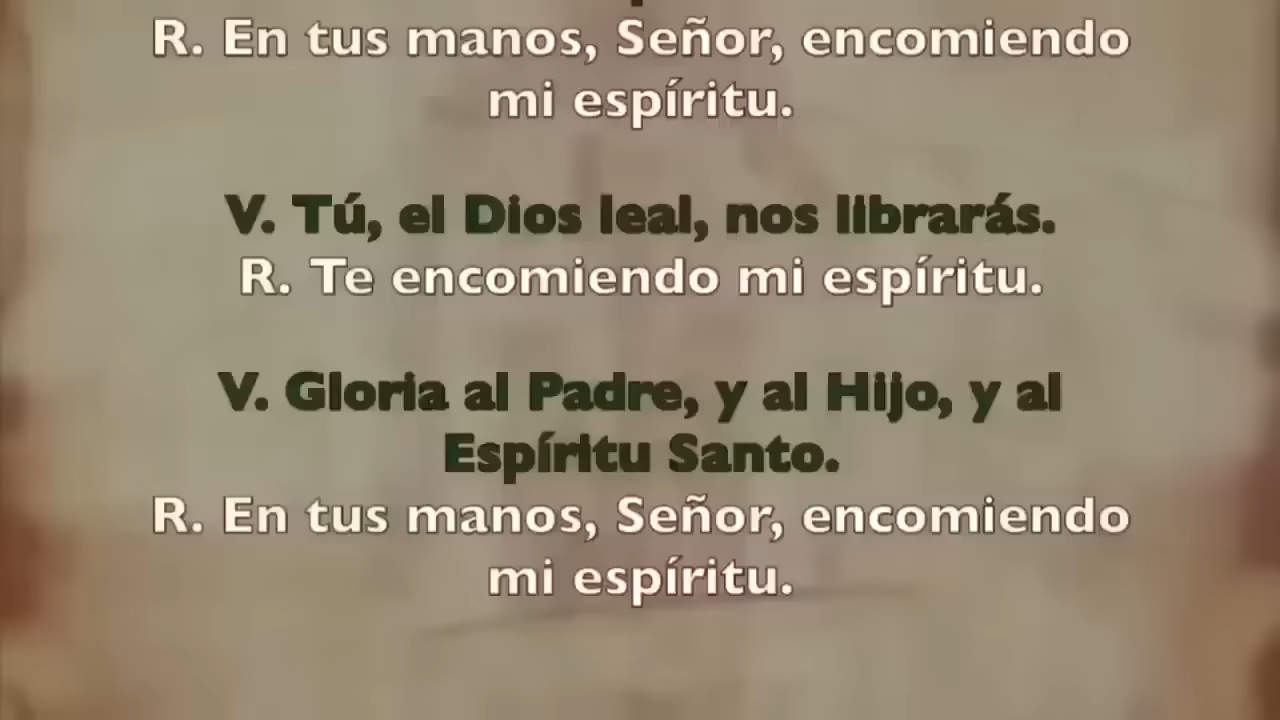 R. En tus manos, Señor, encomiendo
mi espíritu.
V. Tú, el Dios leal, nos librarás.
R. Te encomiendo mi espíritu.
V. Gloria al Padre, y al Hijo, y al
Espíritu Santo.
R. En tus manos, Señor, encomiendo
mi espíritu.